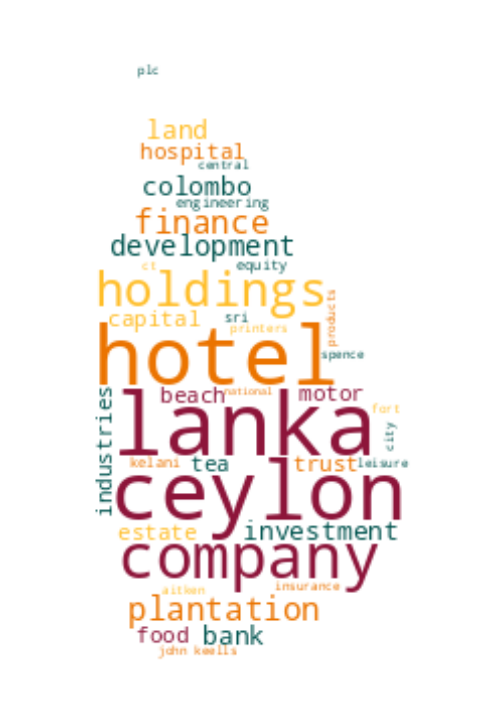 plc
land
hospital
central
colombo
engineering
finance
development
ct equity
holdings
products
capital sri
printers
hotel
spence
industries
beach national motor
lanka
fort
city
kelani tea trust leisure
ceylon
estate investment
company
aitken insurance
plantation
food bank
john keells